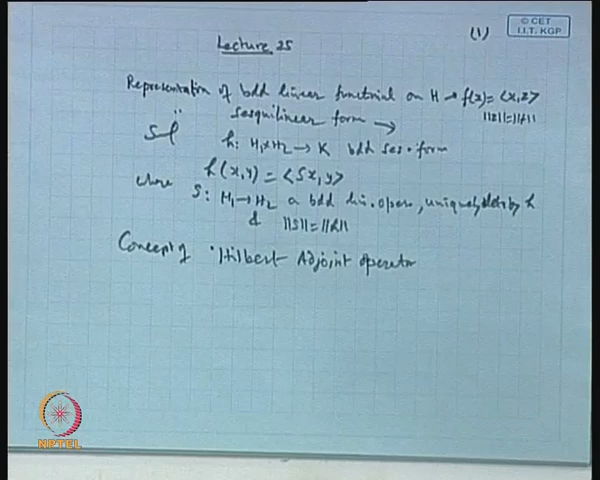 Lecture 25
(1)
© CET
I.I.T. KGP
Representation of bdd linear functional on H → f(x) = <x,z>
||z|| = ||f||
" Sesquilinear form →
h: H₁×H₂ → K bdd ses. form
h(x,y) = <Sx,y>
where S: H₁ → H₂ a bdd lin. oper, uniquely det by h
& ||S|| = ||h||
Concept of Hilbert Adjoint operator
NPTEL